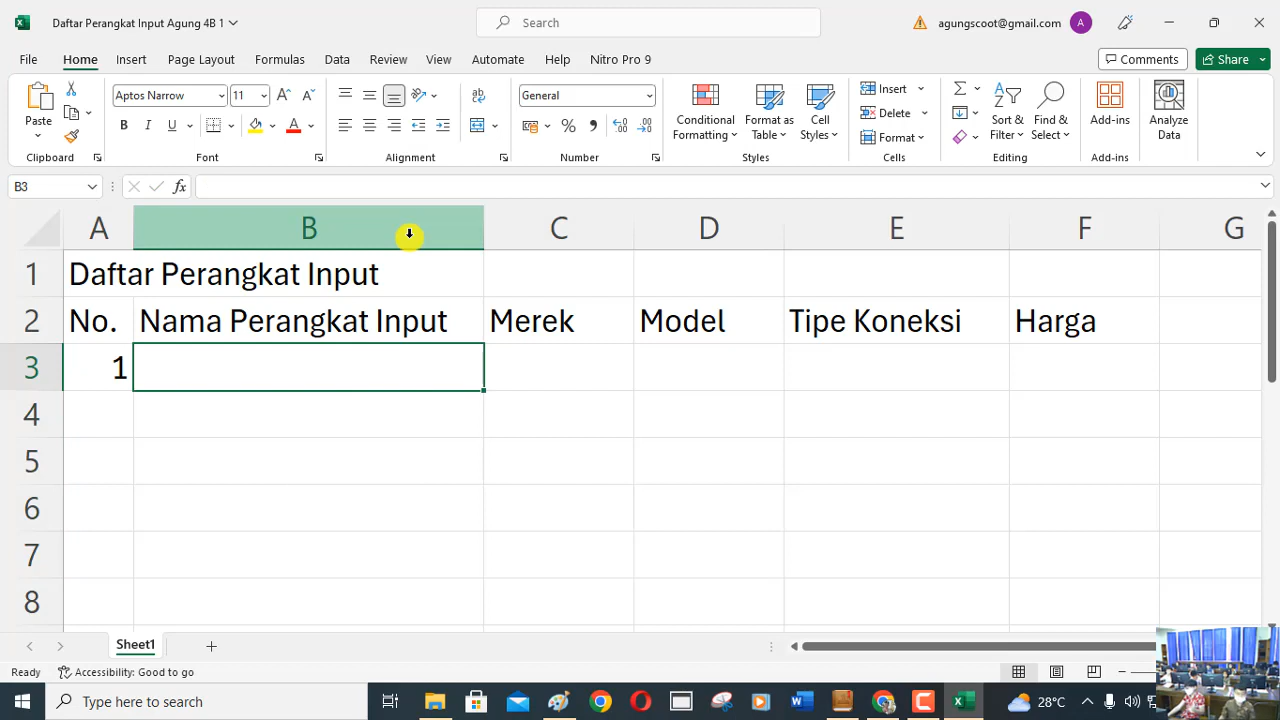 Daftar Perangkat Input Agung 4B 1
Search
agungscoot@gmail.com
A
File Home Insert Page Layout Formulas Data Review View Automate Help Nitro Pro 9
Comments
Share
Paste
Clipboard
Aptos Narrow 11
B I U
Font
Alignment
General
Number
Conditional Formatting
Format as Table
Cell Styles
Styles
Insert
Delete
Format
Cells
Sort & Filter
Find & Select
Editing
Add-ins
Add-ins
Analyze Data
B3
fx
A B C D E F G
1 Daftar Perangkat Input
2 No. Nama Perangkat Input Merek Model Tipe Koneksi Harga
3 1
4
5
6
7
8
Sheet1
Ready
Accessibility: Good to go
Type here to search
28°C